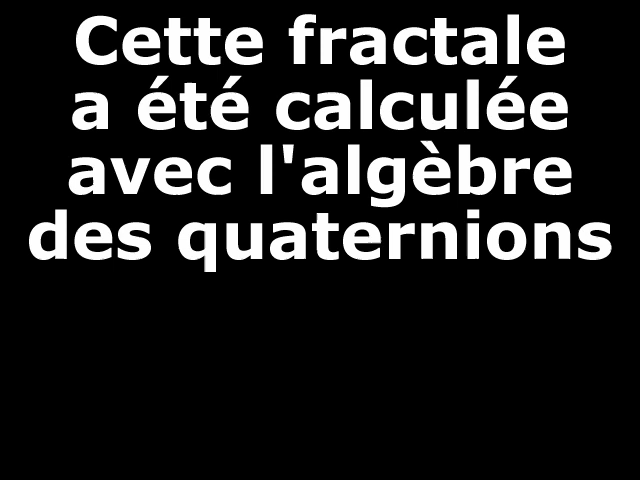 Cette fractale
a été calculée
avec l'algèbre
des quaternions